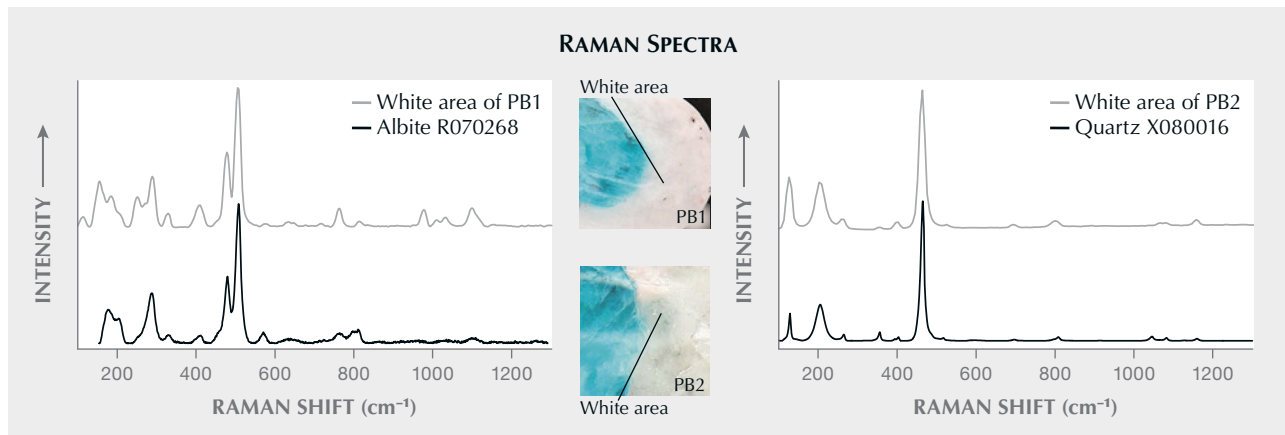 RAMAN SPECTRA
White area of PB1
Albite R070268
INTENSITY
200 400 600 800 1000 1200
RAMAN SHIFT (cm⁻¹)
White area
PB1
PB2
White area
White area of PB2
Quartz X080016
INTENSITY
200 400 600 800 1000 1200
RAMAN SHIFT (cm⁻¹)